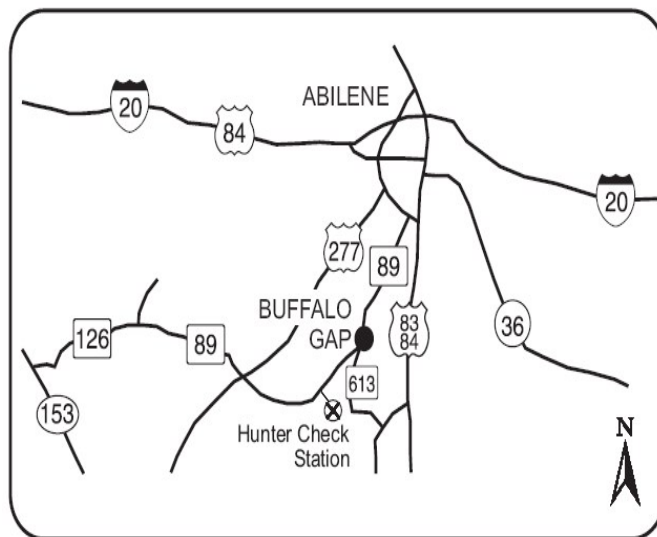 ABILENE
20
84
20
277
89
BUFFALO
GAP
83
84
36
126
89
613
153
Hunter Check
Station
N